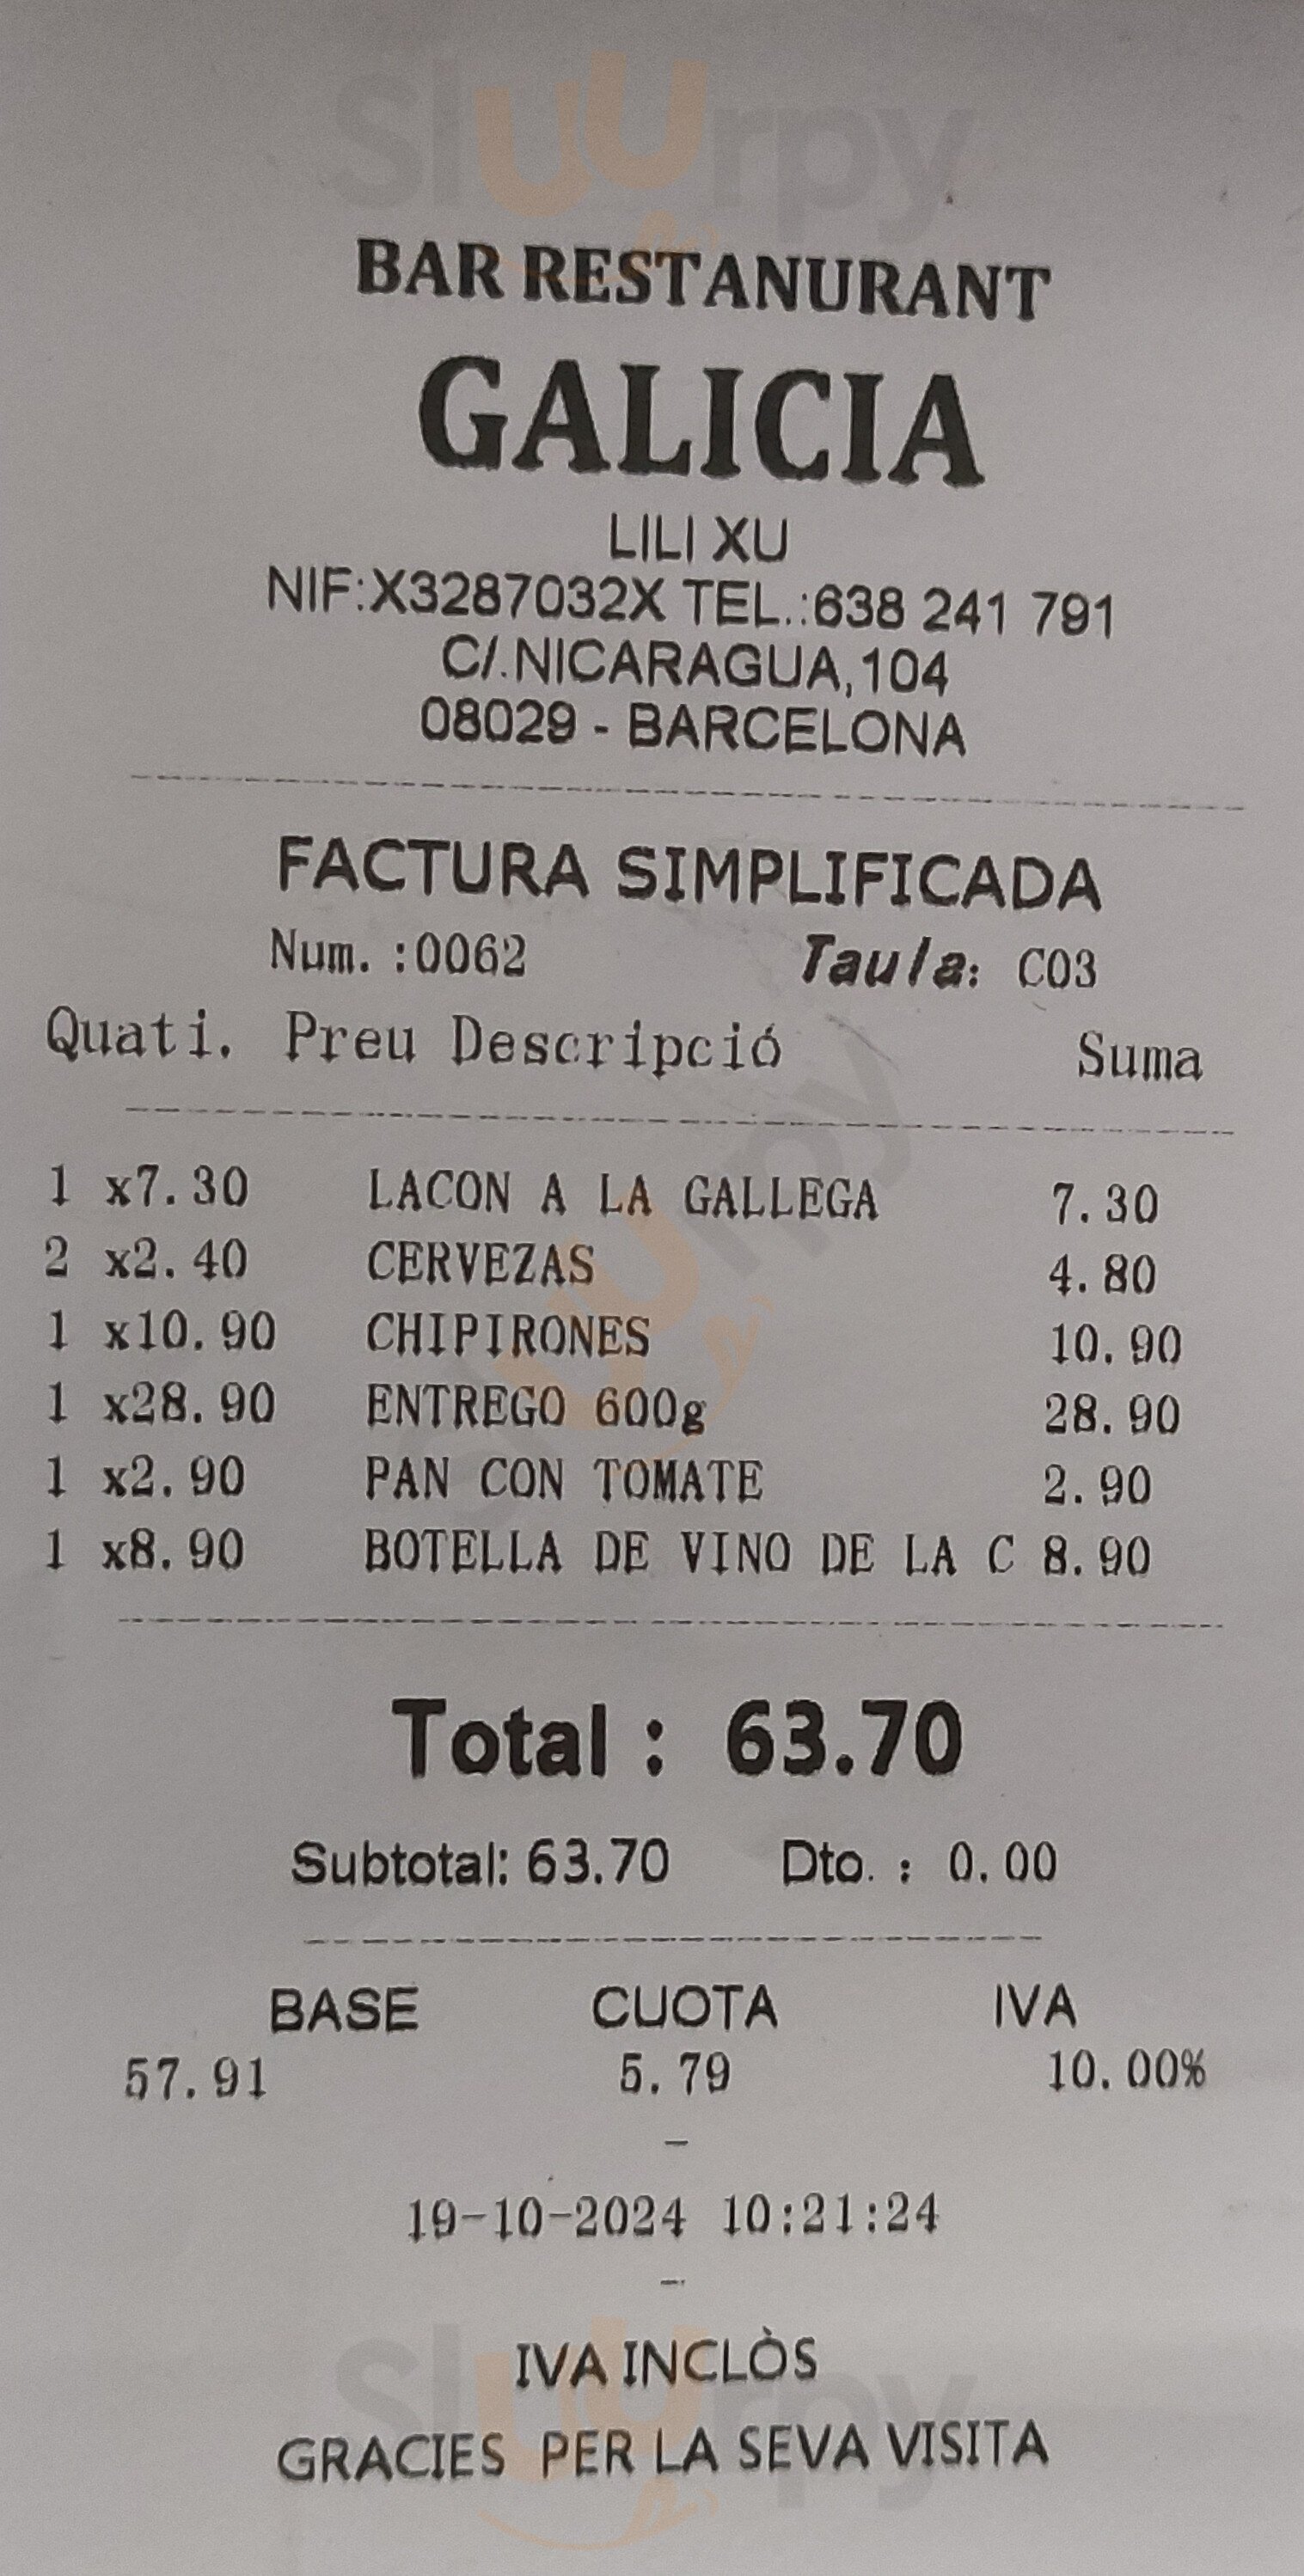 Sluurpy
BAR RESTANURANT
GALICIA
LILI XU
NIF:X3287032X TEL.:638 241 791
C/.NICARAGUA,104
08029 - BARCELONA
FACTURA SIMPLIFICADA
Num. :0062 Taula: C03
Quati. Preu Descripció Suma
1 x7.30 LACON A LA GALLEGA 7.30
2 x2.40 CERVEZAS 4.80
1 x10.90 CHIPIRONES 10.90
1 x28.90 ENTREGO 600g 28.90
1 x2.90 PAN CON TOMATE 2.90
1 x8.90 BOTELLA DE VINO DE LA C 8.90
Total : 63.70
Subtotal: 63.70 Dto. : 0.00
BASE CUOTA IVA
57.91 5.79 10.00%
-
19-10-2024 10:21:24
-
IVA INCLÒS
Sluurpy
GRACIES PER LA SEVA VISITA